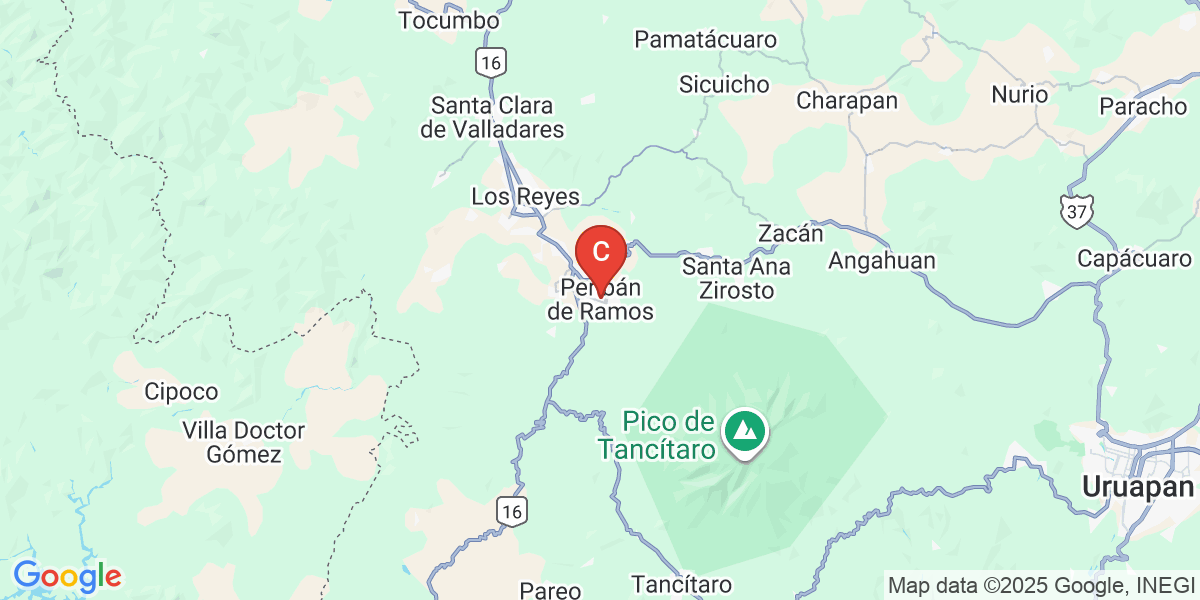 Tocumbo
16
Pamatácuaro
Sicuicho
Santa Clara
de Valladares
Charapan
Nurio
Paracho
Los Reyes
37
Zacán
C
Santa Ana
Zirosto
Angahuan
Capácuaro
Peribán
de Ramos
Cipoco
Villa Doctor
Gómez
Pico de
Tancítaro
Uruapan
16
Google
Pareo
Tancítaro
Map data ©2025 Google, INEGI